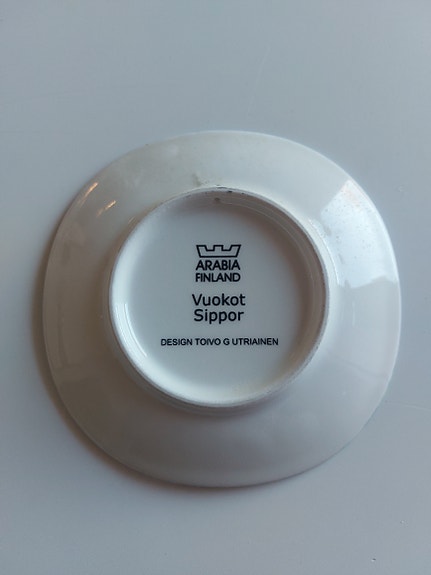 ARABIA
FINLAND
Vuokot
Sippor
DESIGN TOIVO G UTRIAINEN